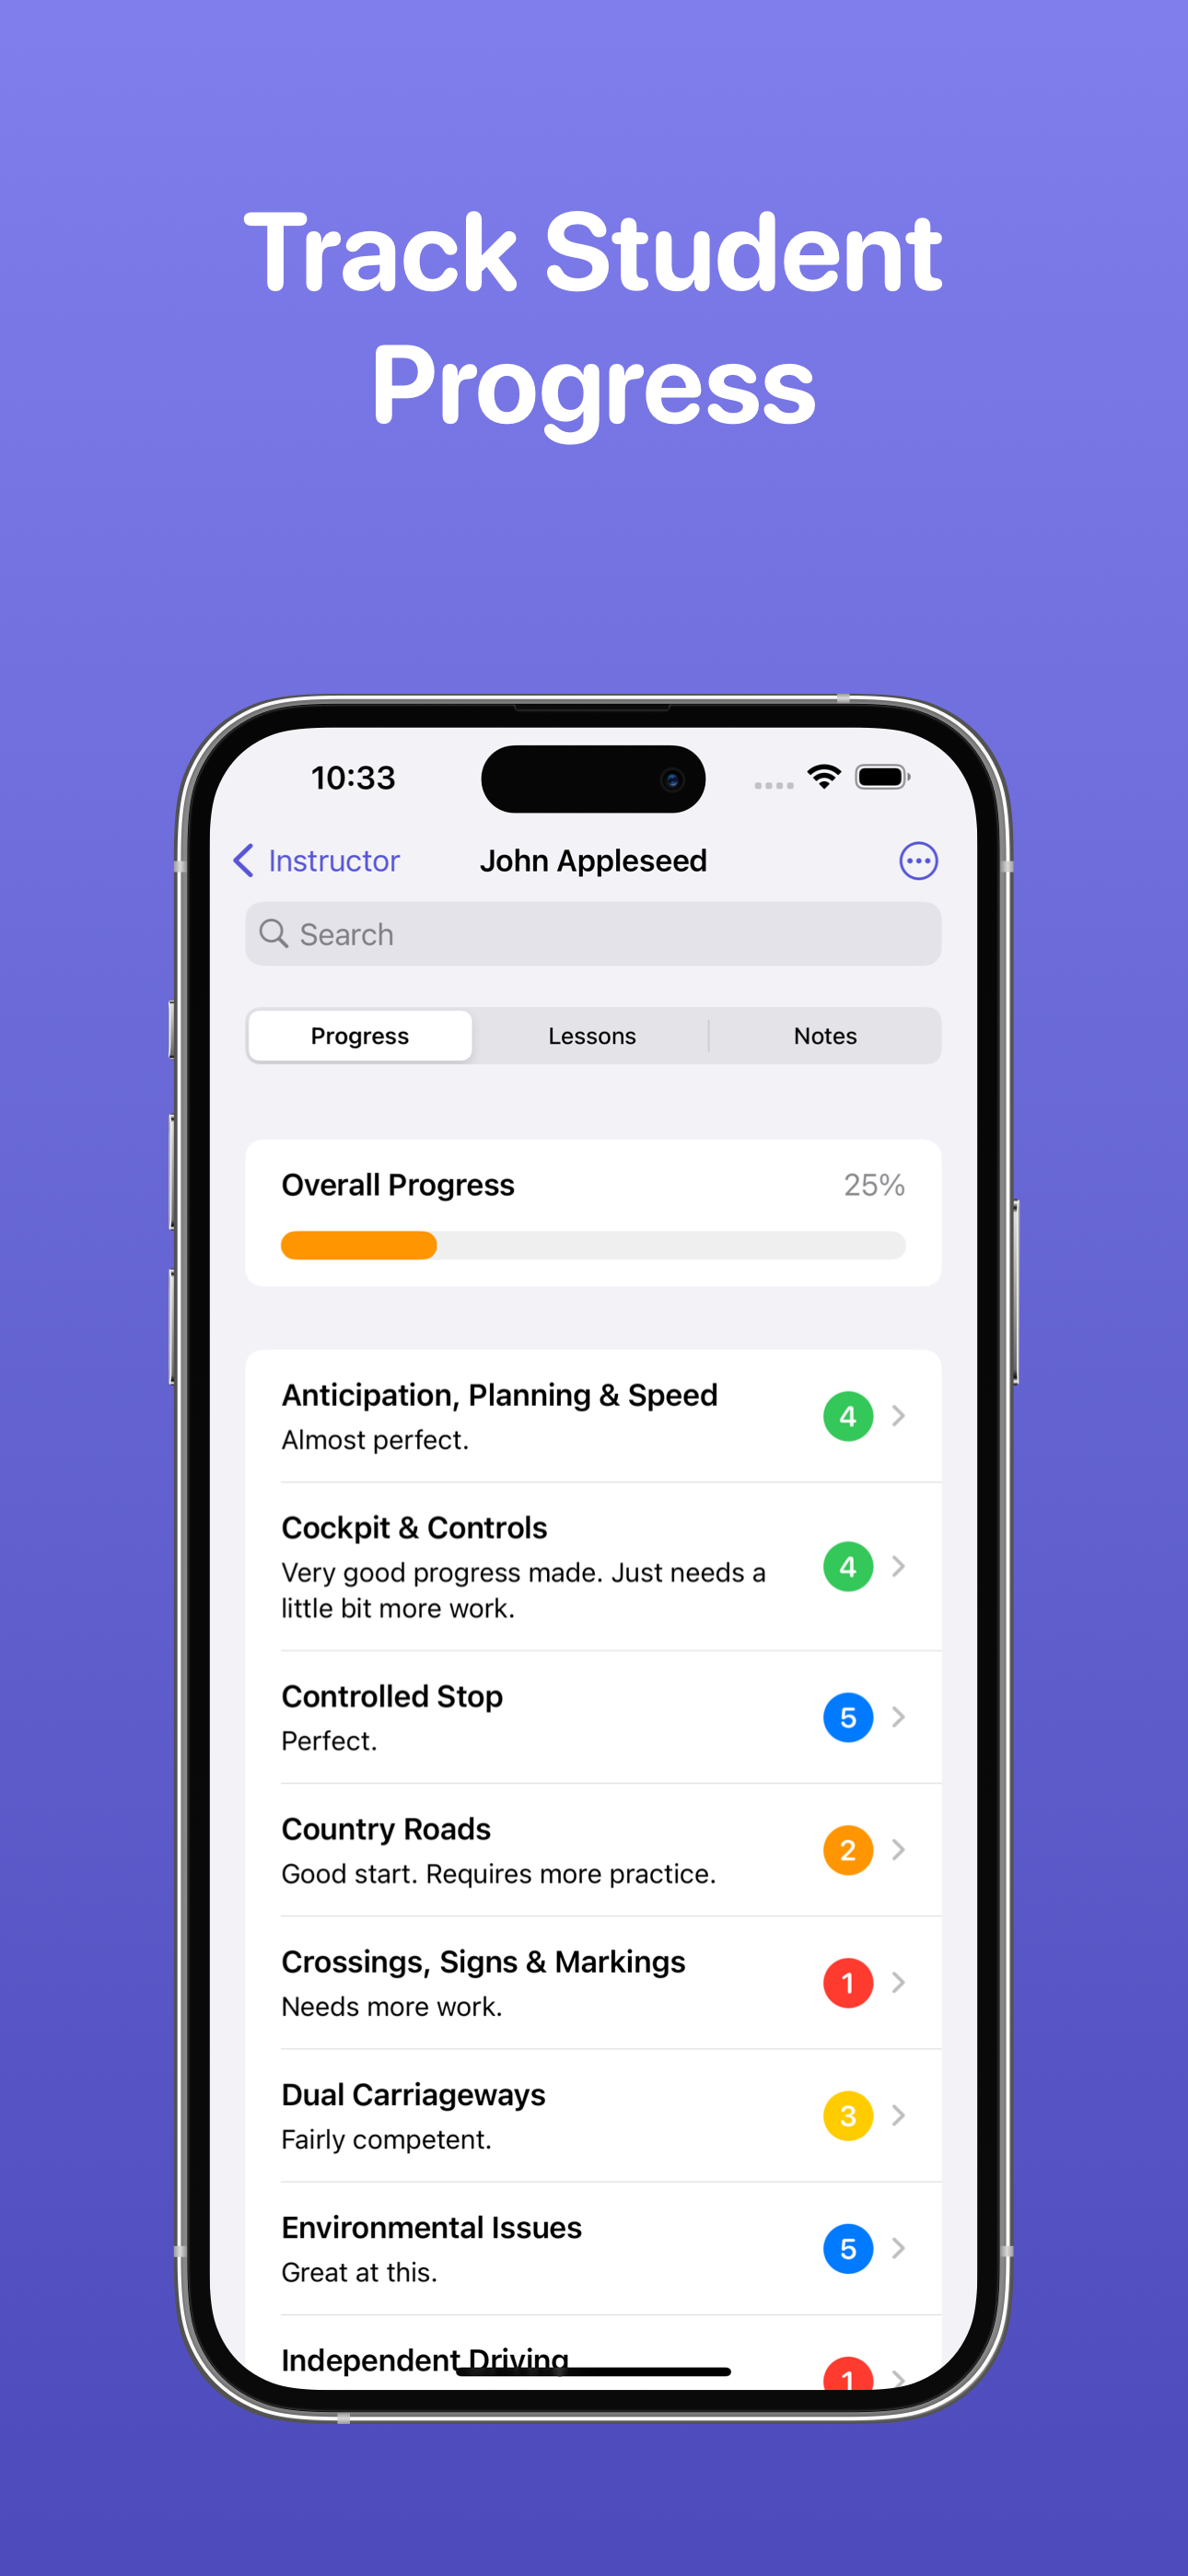 Track Student
Progress
10:33
Instructor
John Appleseed
Search
Progress
Lessons
Notes
Overall Progress
25%
Anticipation, Planning & Speed
Almost perfect.
4
Cockpit & Controls
Very good progress made. Just needs a
little bit more work.
4
Controlled Stop
Perfect.
5
Country Roads
Good start. Requires more practice.
2
Crossings, Signs & Markings
Needs more work.
1
Dual Carriageways
Fairly competent.
3
Environmental Issues
Great at this.
5
Independent Driving
1